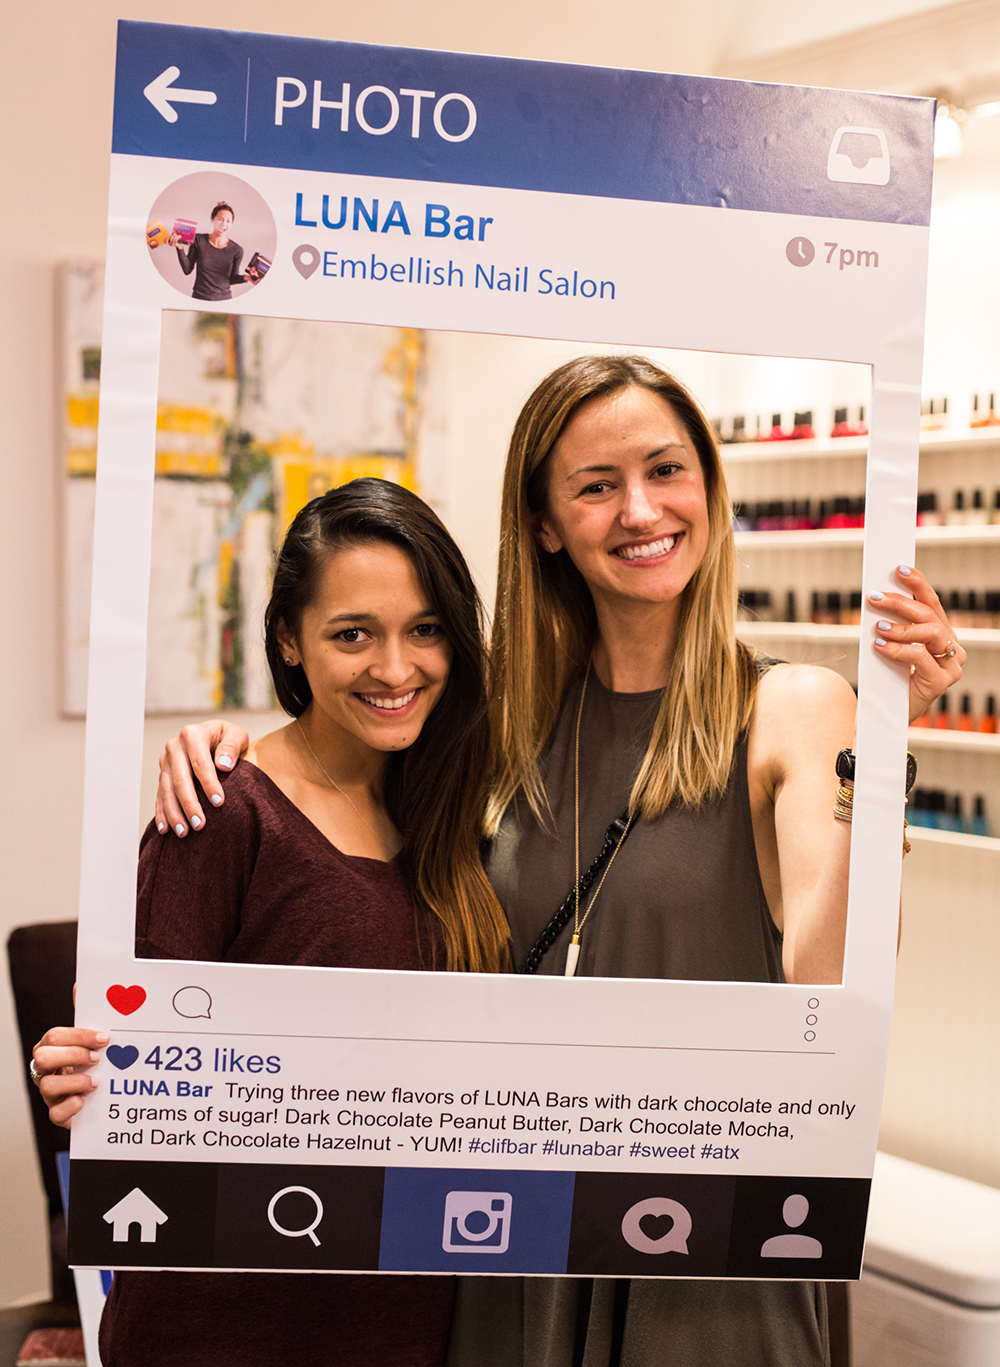 PHOTO
LUNA Bar
Embellish Nail Salon
7pm
423 likes
LUNA Bar Trying three new flavors of LUNA Bars with dark chocolate and only
5 grams of sugar! Dark Chocolate Peanut Butter, Dark Chocolate Mocha,
and Dark Chocolate Hazelnut - YUM! #clifbar #lunabar #sweet #atx